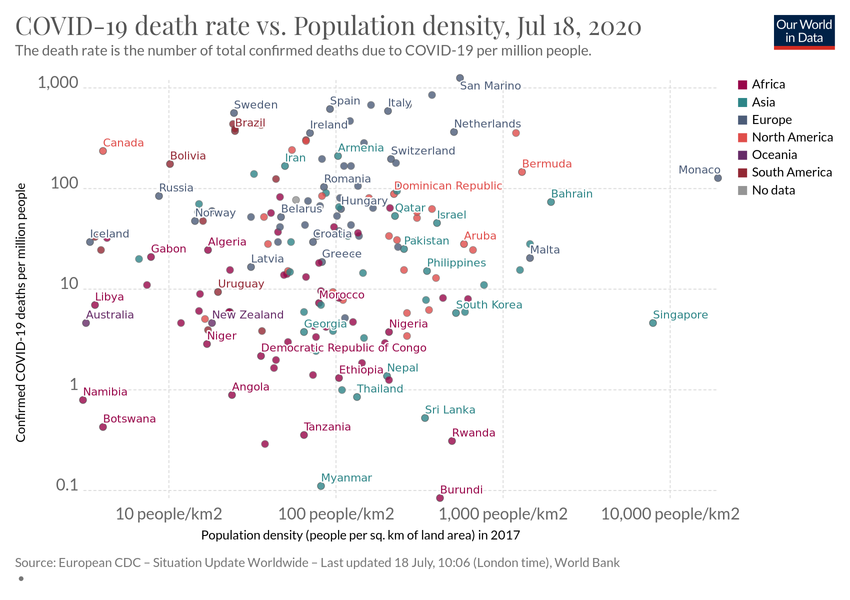 COVID-19 death rate vs. Population density, Jul 18, 2020
The death rate is the number of total confirmed deaths due to COVID-19 per million people.
Our World
in Data
Confirmed COVID-19 deaths per million people
1,000
100
10
1
0.1
San Marino
Sweden
Spain
Italy
Brazil
Ireland
Netherlands
Canada
Bolivia
Iran
Armenia
Switzerland
Bermuda
Monaco
Russia
Romania
Dominican Republic
Bahrain
Norway
Belarus
Hungary
Qatar
Israel
Iceland
Gabon
Algeria
Croatia
Pakistan
Aruba
Latvia
Greece
Philippines
Malta
Libya
Uruguay
Morocco
South Korea
Australia
New Zealand
Georgia
Nigeria
Singapore
Niger
Democratic Republic of Congo
Namibia
Angola
Ethiopia
Nepal
Thailand
Botswana
Tanzania
Sri Lanka
Rwanda
Myanmar
Burundi
Africa
Asia
Europe
North America
Oceania
South America
No data
10 people/km2
100 people/km2
1,000 people/km2
10,000 people/km2
Population density (people per sq. km of land area) in 2017
Source: European CDC – Situation Update Worldwide – Last updated 18 July, 10:06 (London time), World Bank